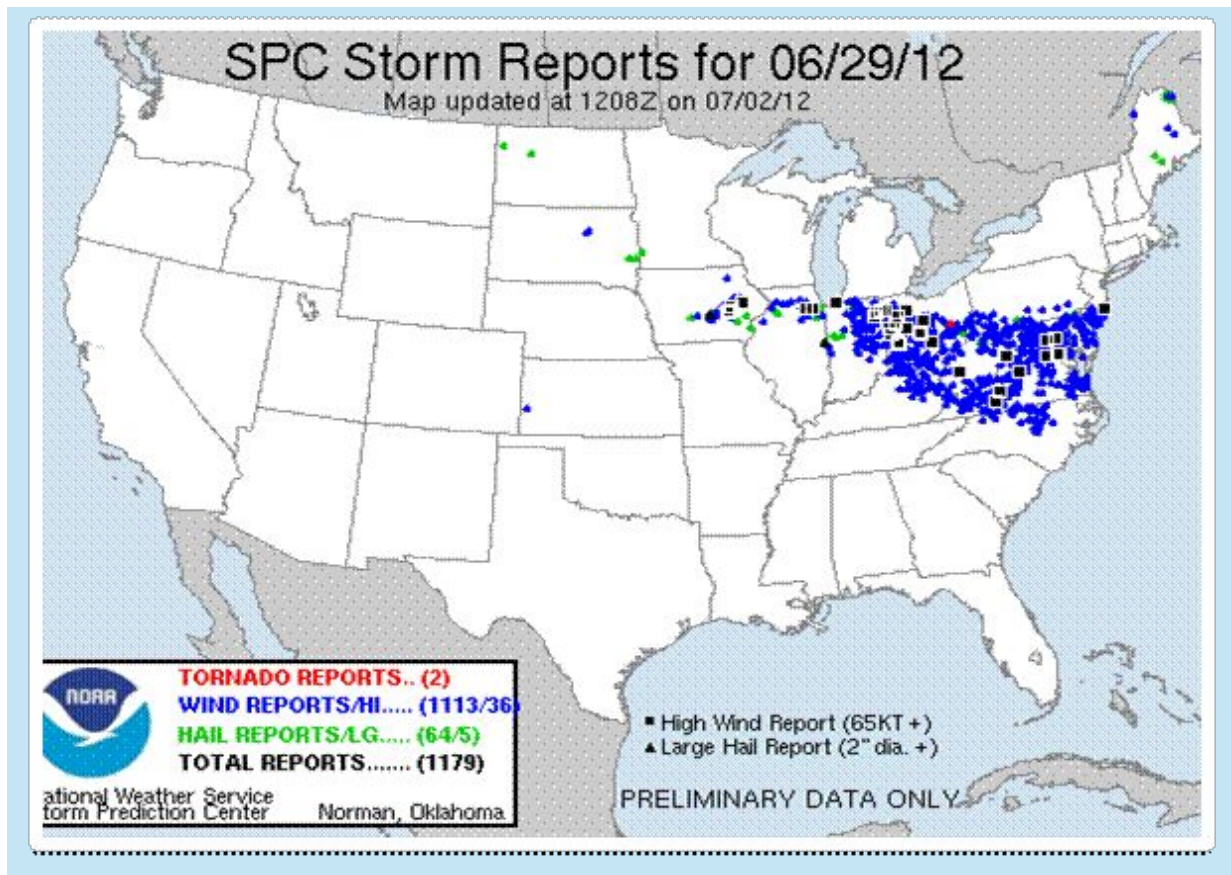 SPC Storm Reports for 06/29/12
Map updated at 1208Z on 07/02/12
NOAA
TORNADO REPORTS.. (2)
WIND REPORTS/HI..... (1113/36)
HAIL REPORTS/LG..... (64/5)
TOTAL REPORTS....... (1179)
ational Weather Service
torm Prediction Center Norman, Oklahoma
■ High Wind Report (65KT +)
▲ Large Hail Report (2" dia. +)
PRELIMINARY DATA ONLY